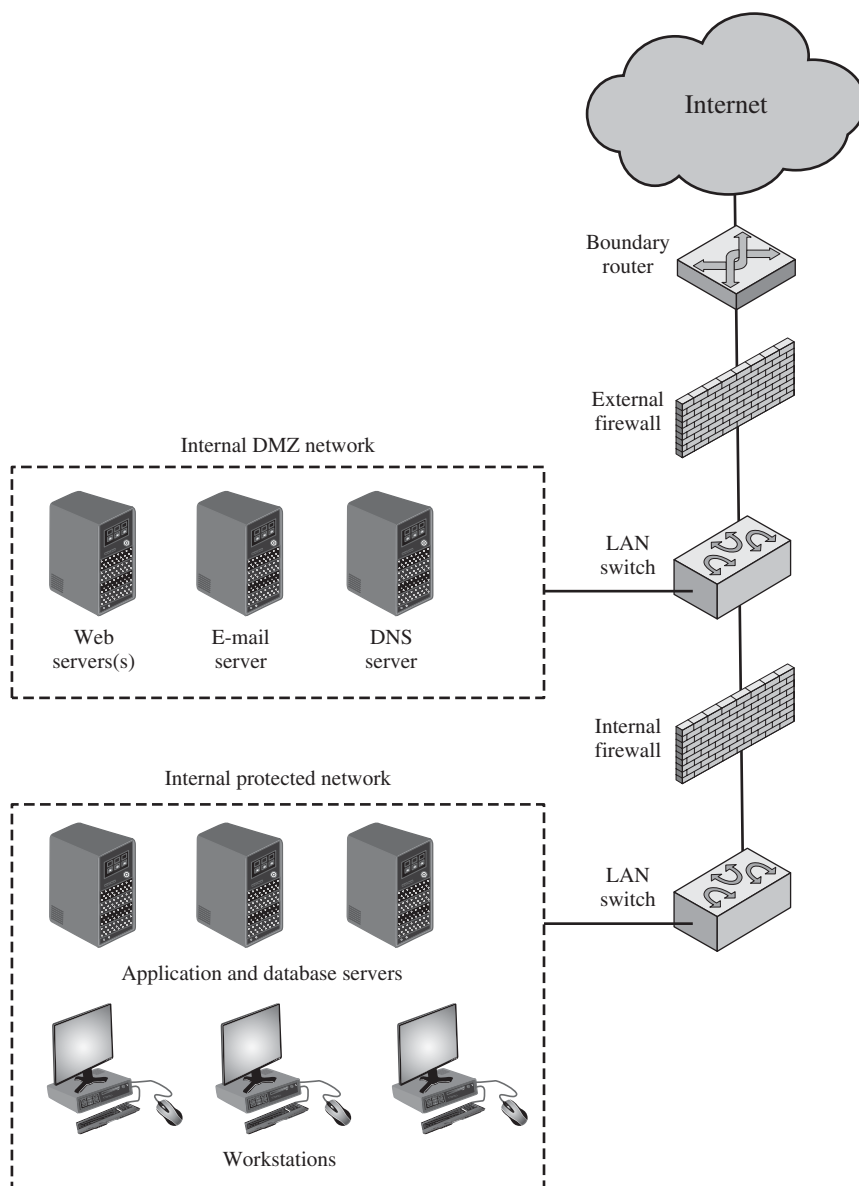 Internet
Boundary
router
External
firewall
Internal DMZ network
LAN
switch
Web
servers(s)
E-mail
server
DNS
server
Internal
firewall
Internal protected network
LAN
switch
Application and database servers
Workstations